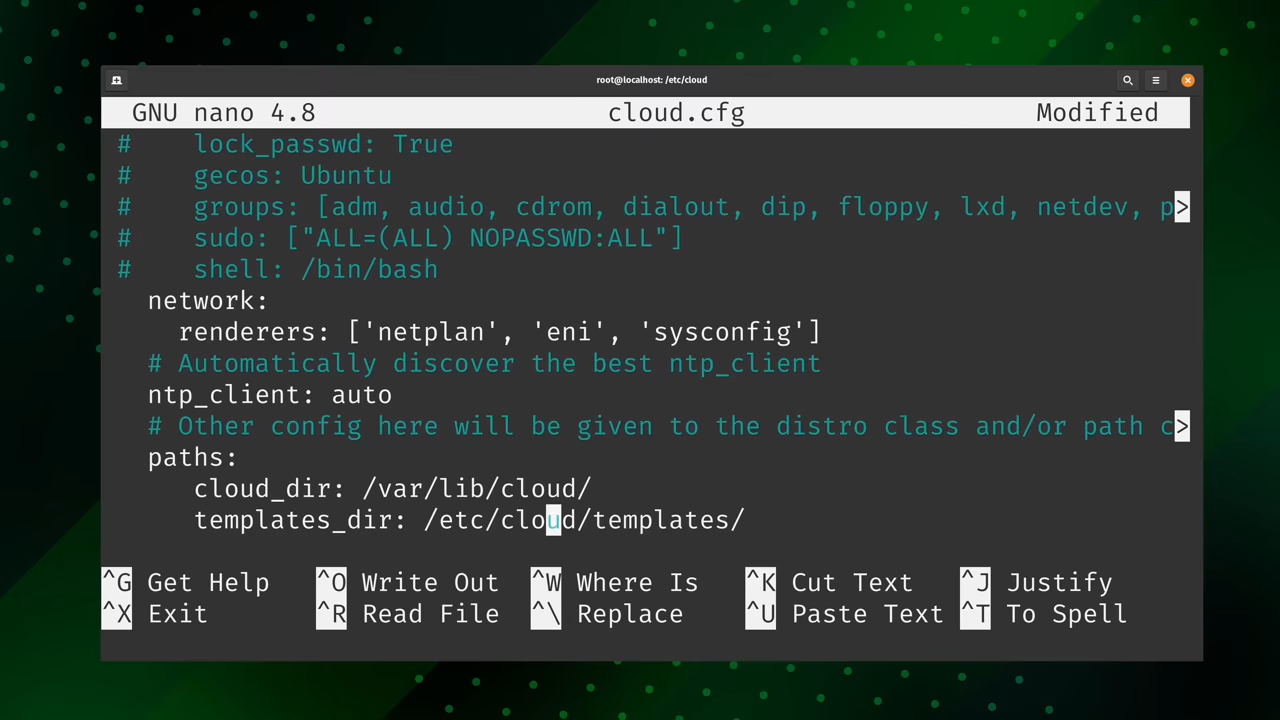 root@localhost: /etc/cloud
GNU nano 4.8 cloud.cfg Modified
# lock_passwd: True
# gecos: Ubuntu
# groups: [adm, audio, cdrom, dialout, dip, floppy, lxd, netdev, p>
# sudo: ["ALL=(ALL) NOPASSWD:ALL"]
# shell: /bin/bash
network:
renderers: ['netplan', 'eni', 'sysconfig']
# Automatically discover the best ntp_client
ntp_client: auto
# Other config here will be given to the distro class and/or path c>
paths:
cloud_dir: /var/lib/cloud/
templates_dir: /etc/cloud/templates/
^G Get Help ^O Write Out ^W Where Is ^K Cut Text ^J Justify
^X Exit ^R Read File ^\ Replace ^U Paste Text ^T To Spell